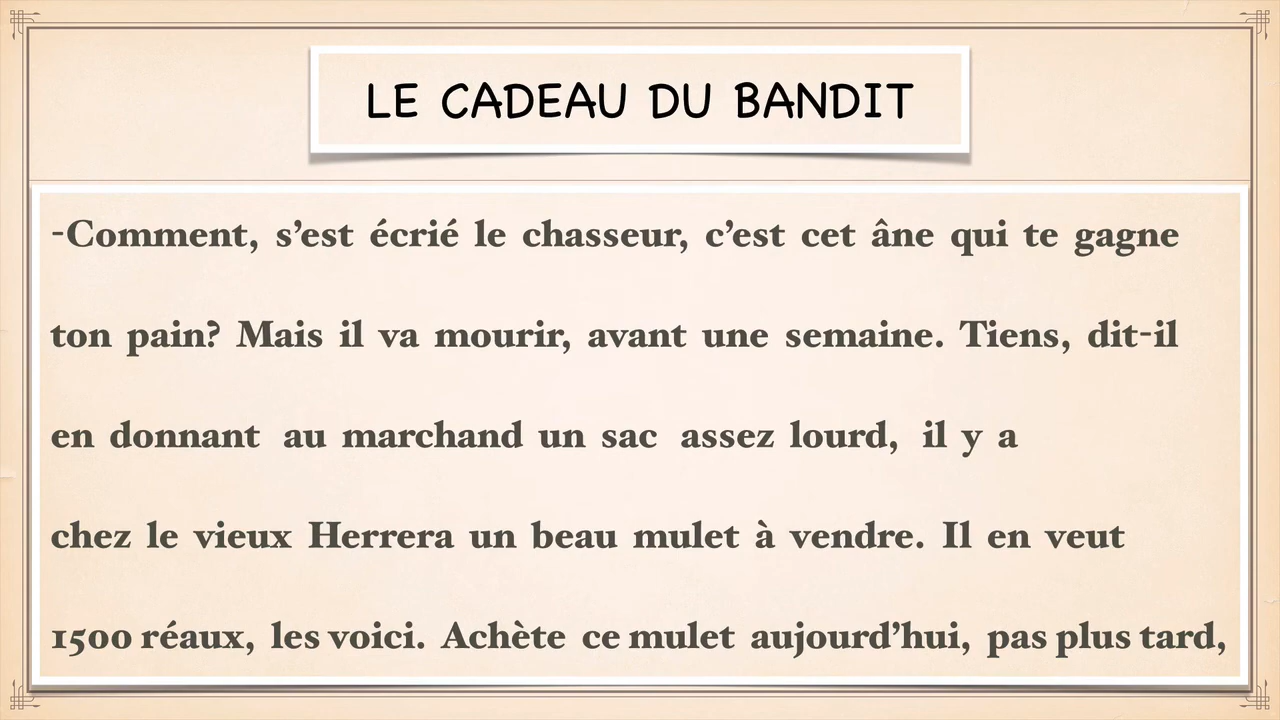 LE CADEAU DU BANDIT
-Comment, s’est écrié le chasseur, c’est cet âne qui te gagne
ton pain? Mais il va mourir, avant une semaine. Tiens, dit-il
en donnant au marchand un sac assez lourd, il y a
chez le vieux Herrera un beau mulet à vendre. Il en veut
1500 réaux, les voici. Achète ce mulet aujourd’hui, pas plus tard,